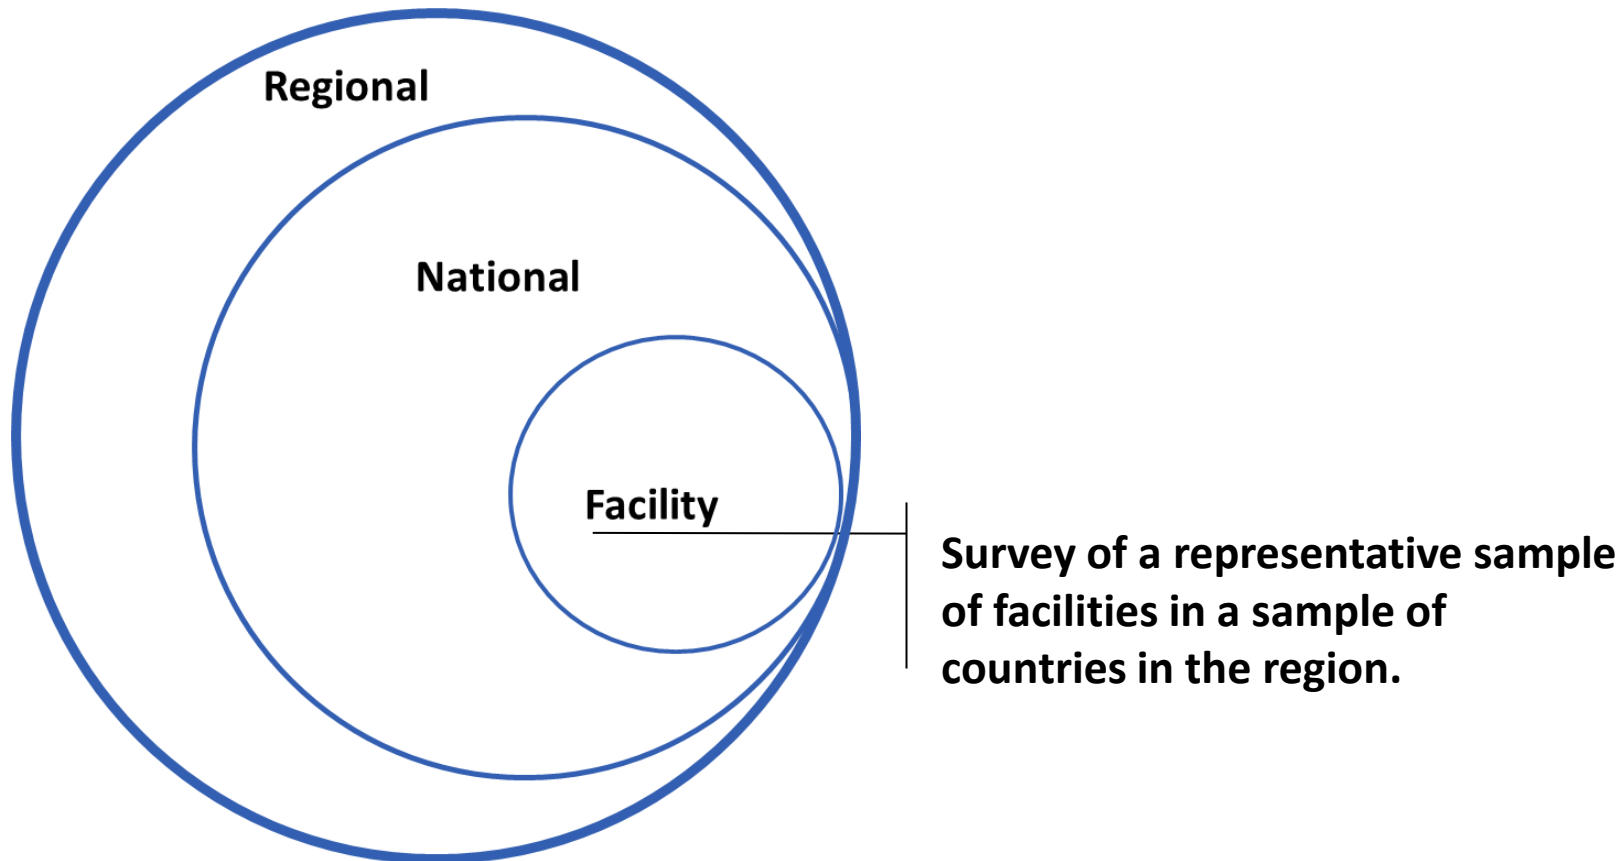 Regional
National
Facility
Survey of a representative sample
of facilities in a sample of
countries in the region.